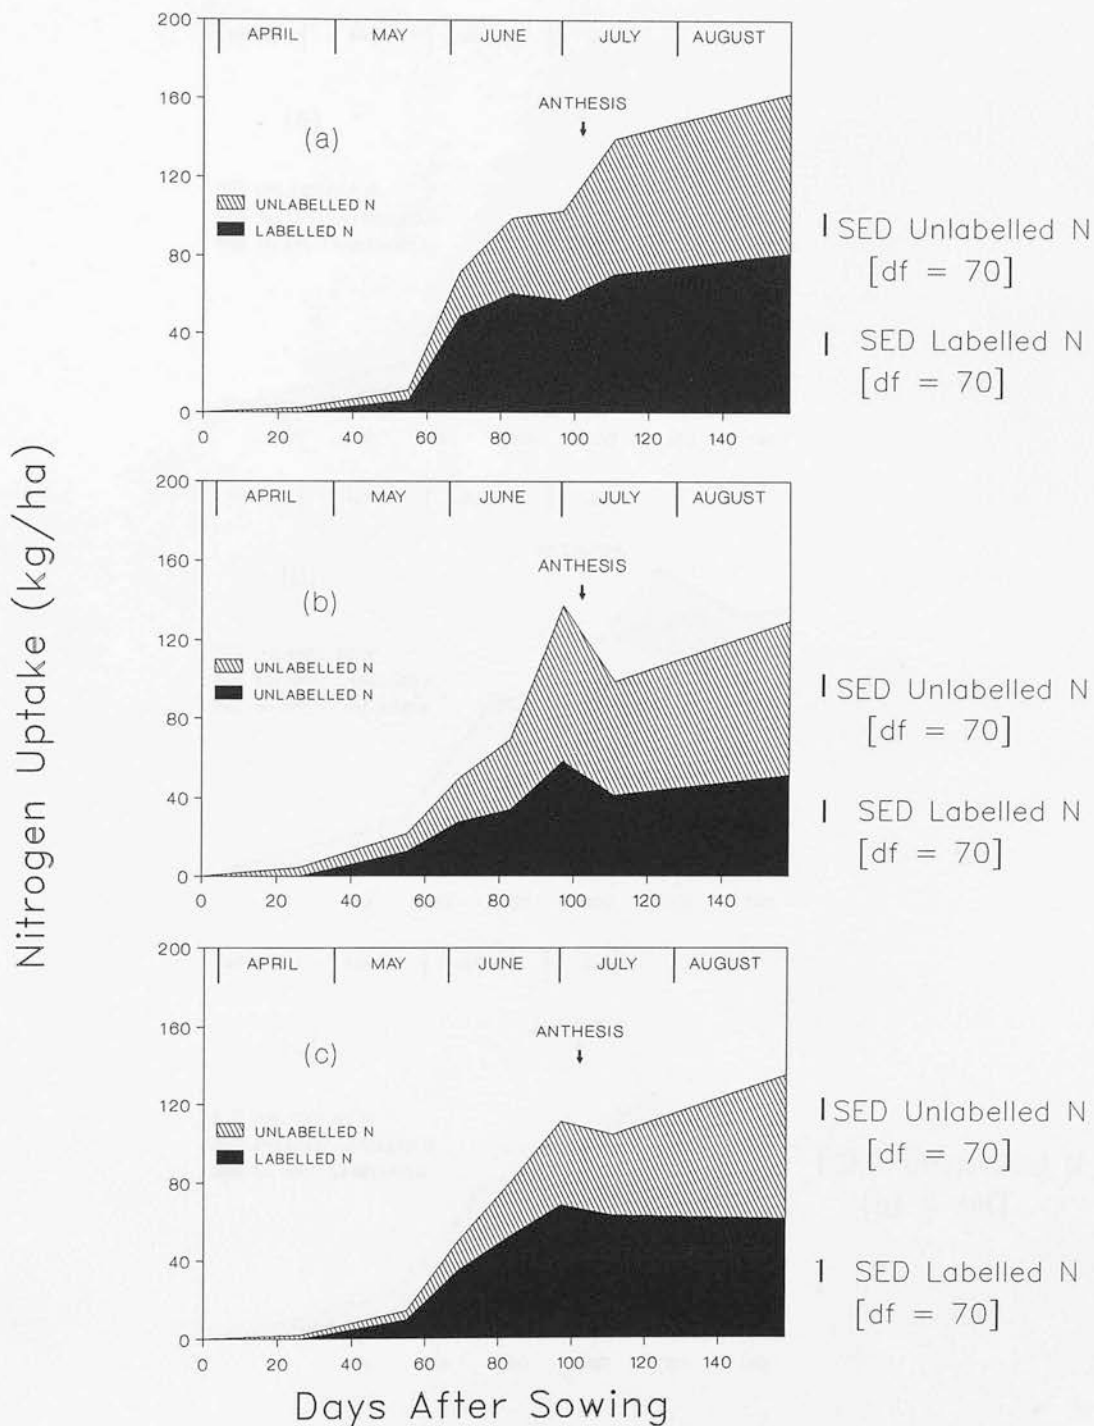 Nitrogen Uptake (kg/ha)
200
160
120
80
40
0
APRIL MAY JUNE JULY AUGUST
ANTHESIS
(a)
UNLABELLED N
LABELLED N
0 20 40 60 80 100 120 140
SED Unlabelled N
[df = 70]
SED Labelled N
[df = 70]
200
160
120
80
40
0
APRIL MAY JUNE JULY AUGUST
ANTHESIS
(b)
UNLABELLED N
UNLABELLED N
0 20 40 60 80 100 120 140
SED Unlabelled N
[df = 70]
SED Labelled N
[df = 70]
200
160
120
80
40
0
APRIL MAY JUNE JULY AUGUST
ANTHESIS
(c)
UNLABELLED N
LABELLED N
0 20 40 60 80 100 120 140
SED Unlabelled N
[df = 70]
SED Labelled N
[df = 70]
Days After Sowing